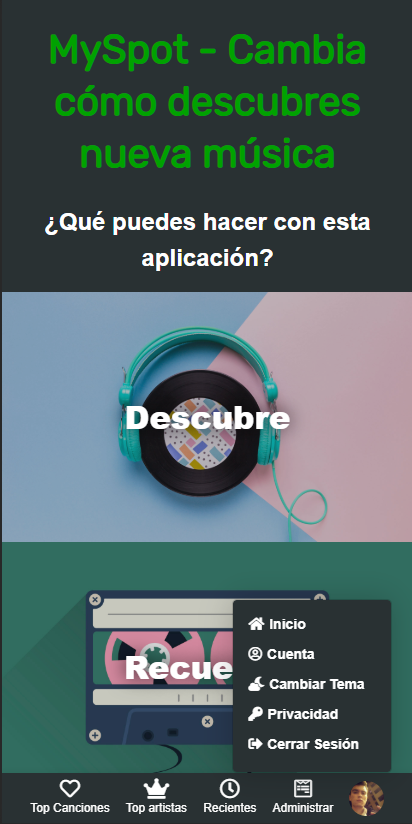 MySpot - Cambia
cómo descubres
nueva música
¿Qué puedes hacer con esta
aplicación?
Descubre
Recue
Inicio
Cuenta
Cambiar Tema
Privacidad
Cerrar Sesión
Top Canciones
Top artistas
Recientes
Administrar